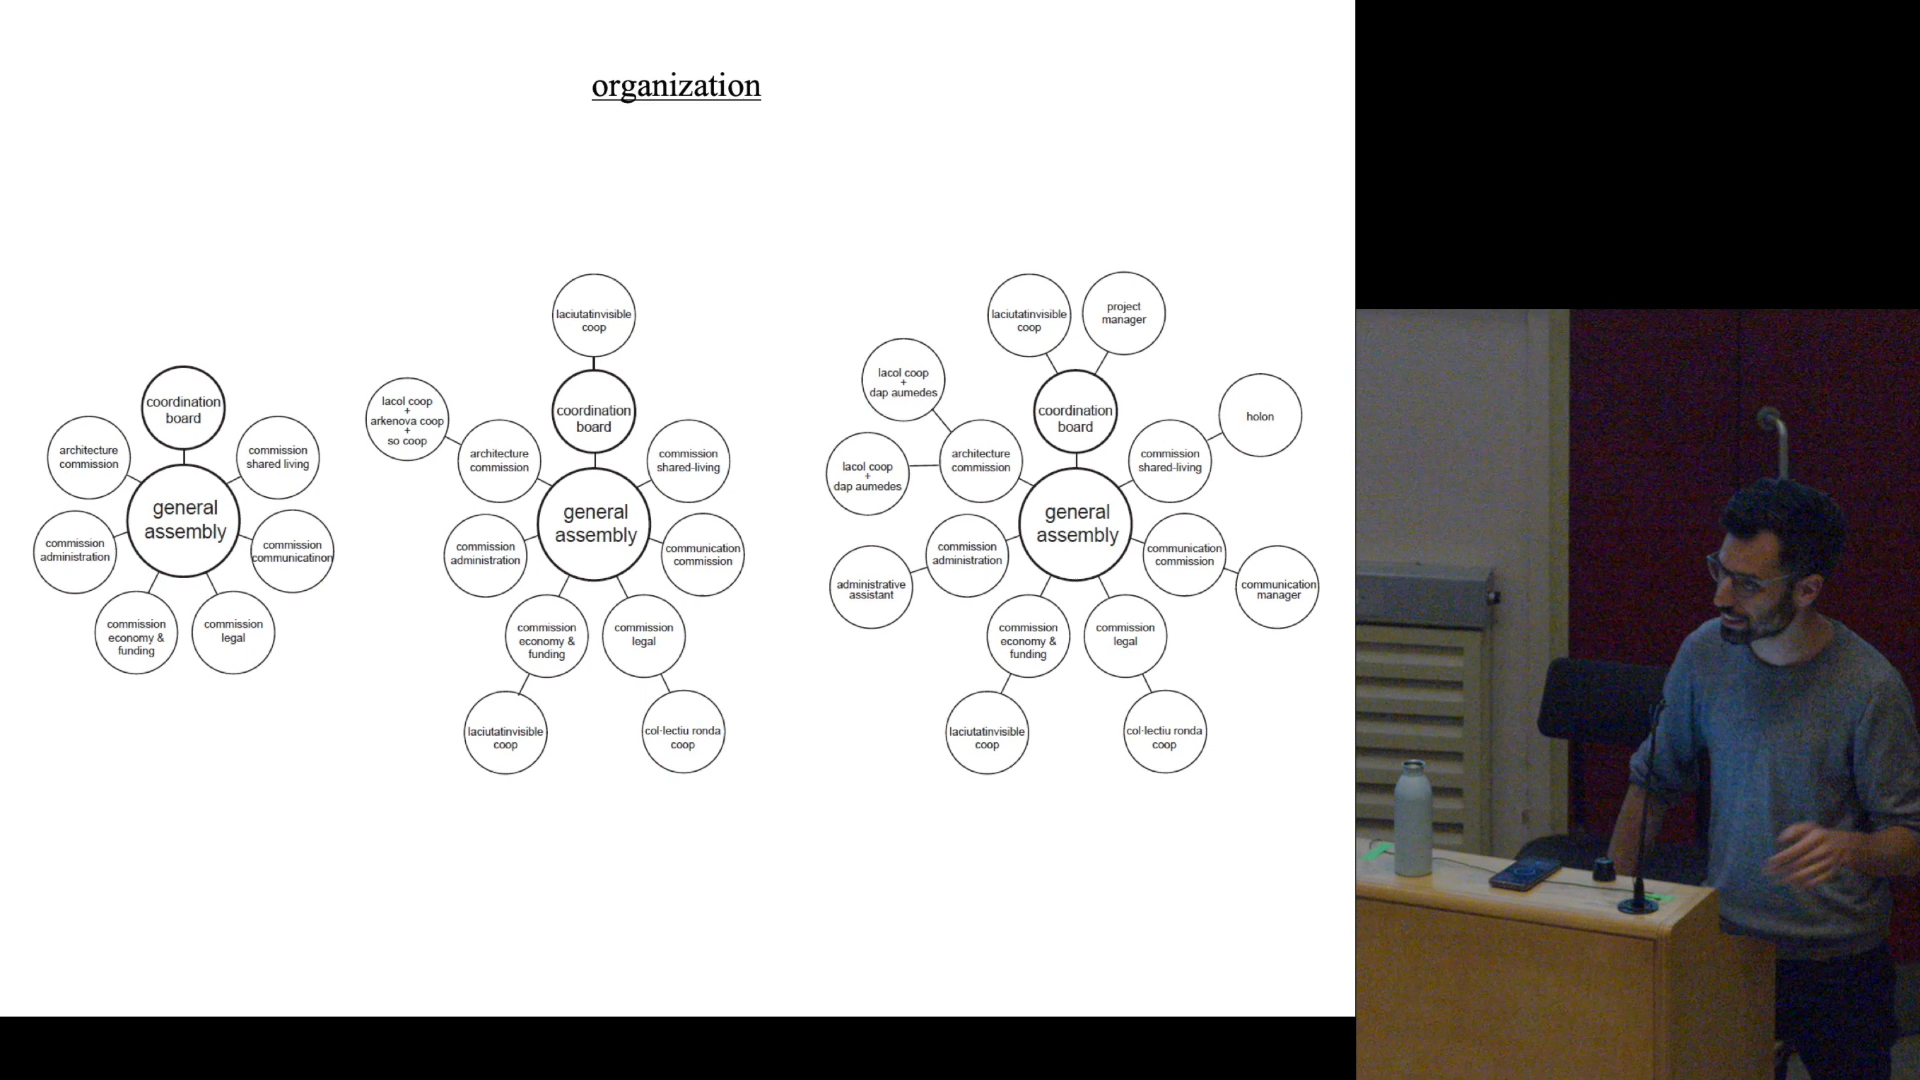 organization
coordination
board
architecture
commission
commission
shared living
general
assembly
commission
administration
commission
communicatinon
commission
economy &
funding
commission
legal
laciutatinvisible
coop
lacol coop
+
arkenova coop
+
so coop
coordination
board
architecture
commission
commission
shared-living
general
assembly
commission
administration
communication
commission
commission
economy &
funding
commission
legal
laciutatinvisible
coop
col·lectiu ronda
coop
laciutatinvisible
coop
project
manager
lacol coop
+
dap aumedes
coordination
board
holon
lacol coop
+
dap aumedes
architecture
commission
commission
shared-living
general
assembly
commission
administration
communication
commission
administrative
assistant
communication
manager
commission
economy &
funding
commission
legal
laciutatinvisible
coop
col·lectiu ronda
coop